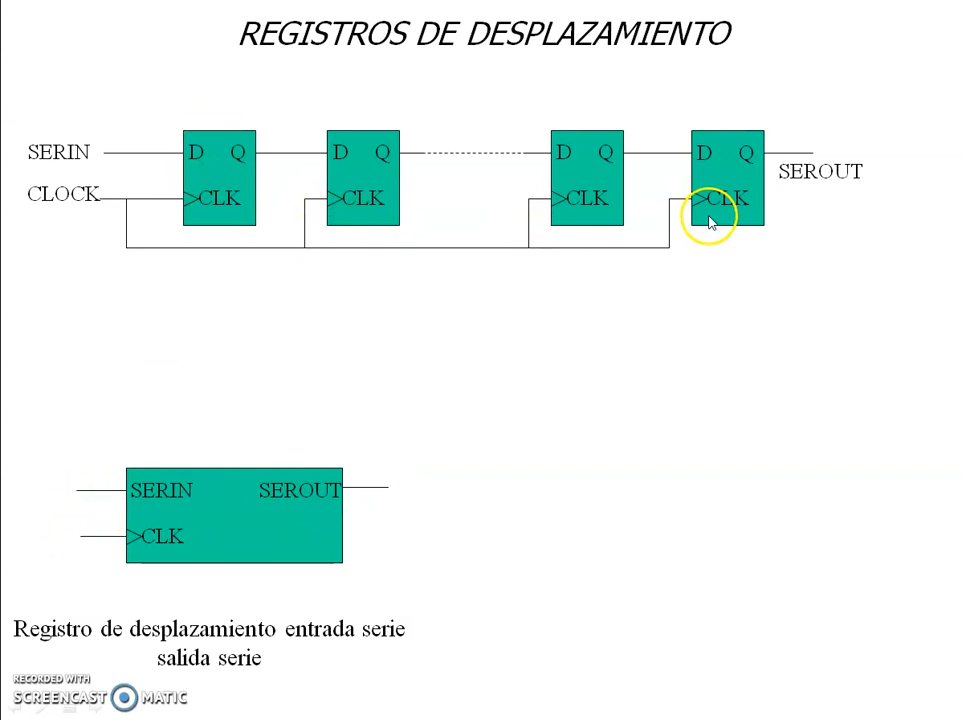 REGISTROS DE DESPLAZAMIENTO
SERIN
D Q
D Q
D Q
D Q
SEROUT
CLOCK
CLK
CLK
CLK
CLK
SERIN SEROUT
CLK
Registro de desplazamiento entrada serie
salida serie
RECORDED WITH
SCREENCAST MATIC